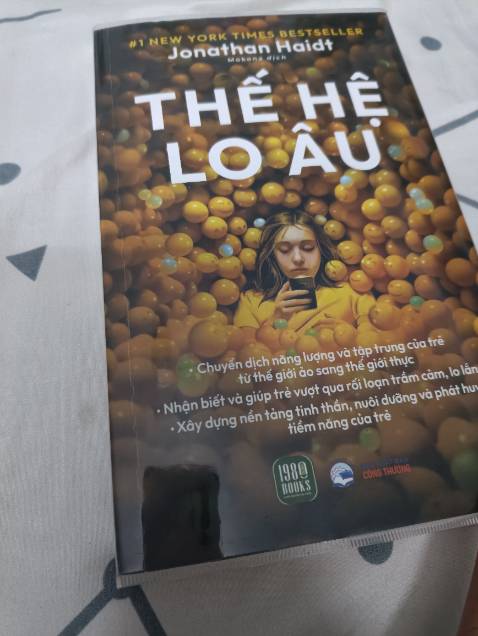 #1 NEW YORK TIMES BESTSELLER
Jonathan Haidt
Makana dịch
THẾ HỆ
LO ÂU
• Chuyển dịch năng lượng và tập trung của trẻ
từ thế giới ảo sang thế giới thực
• Nhận biết và giúp trẻ vượt qua rối loạn trầm cảm, lo lắn
• Xây dựng nền tảng tinh thần, nuôi dưỡng và phát huy
tiềm năng của trẻ
1980
BOOKS
CÔNG THƯƠNG